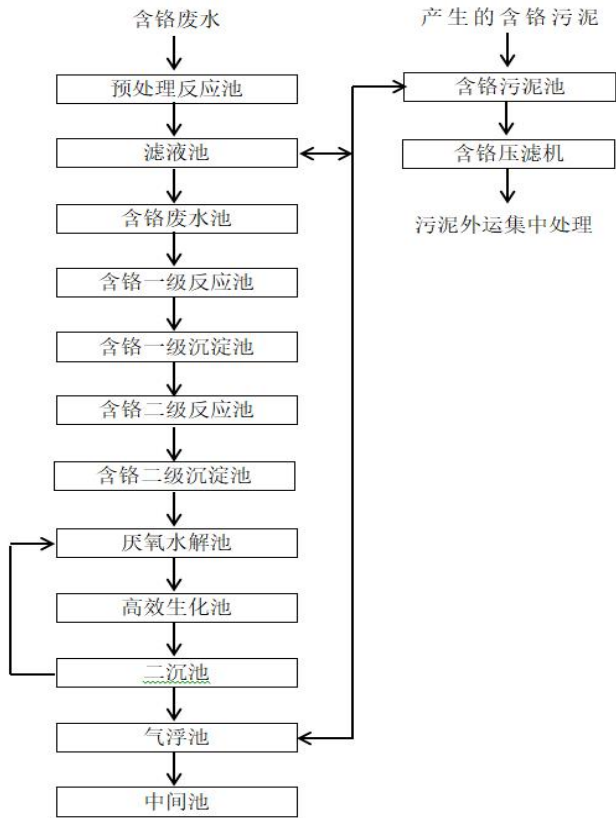 含铬废水
预处理反应池
滤液池
含铬废水池
含铬一级反应池
含铬一级沉淀池
含铬二级反应池
含铬二级沉淀池
厌氧水解池
高效生化池
二沉池
气浮池
中间池
产生的含铬污泥
含铬污泥池
含铬压滤机
污泥外运集中处理